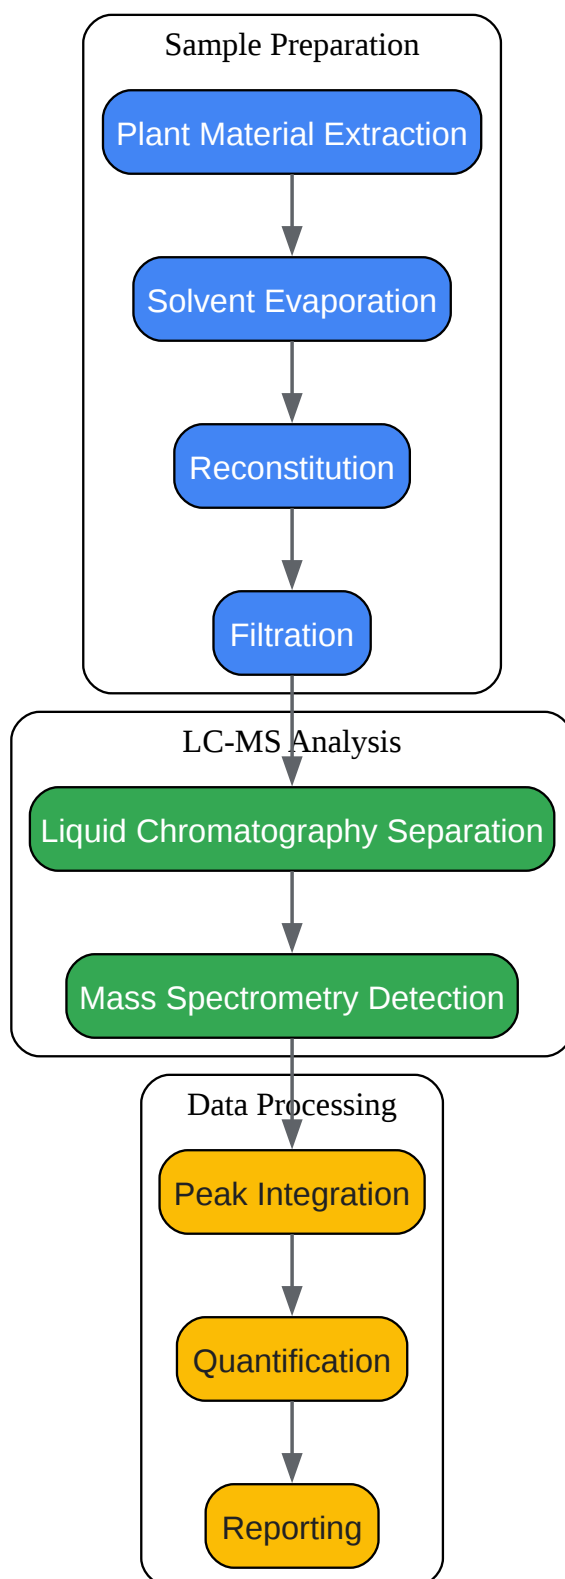 Sample Preparation
Plant Material Extraction
Solvent Evaporation
Reconstitution
Filtration
LC-MS Analysis
Liquid Chromatography Separation
Mass Spectrometry Detection
Data Processing
Peak Integration
Quantification
Reporting